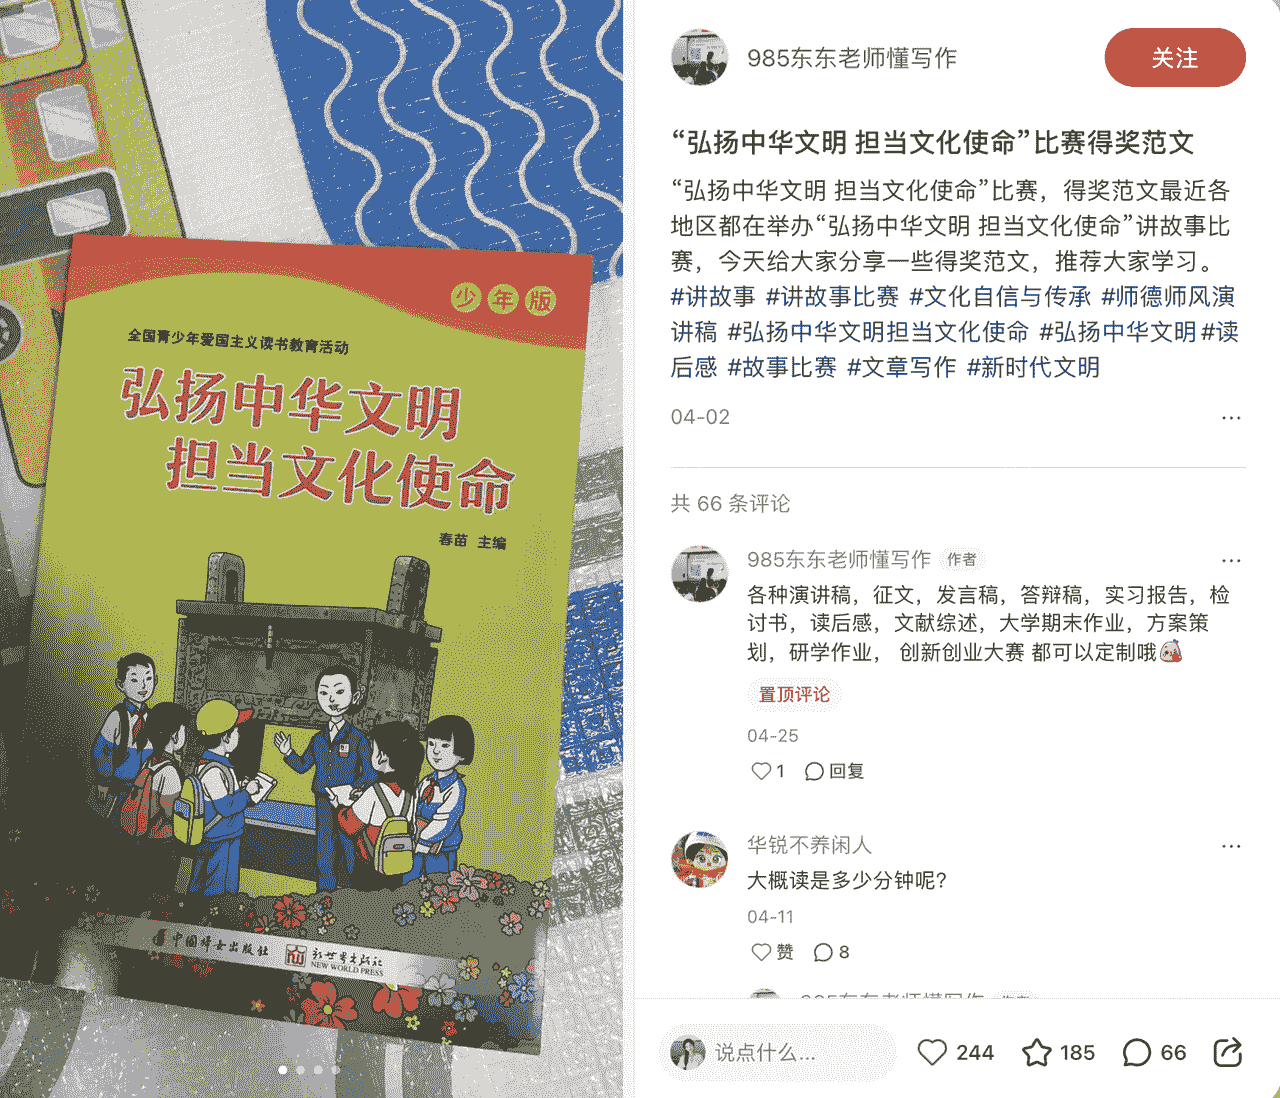 少年版
全国青少年爱国主义读书教育活动
弘扬中华文明
担当文化使命
春苗 主编
中国妇女出版社
新世界出版社
NEW WORLD PRESS
985东东老师懂写作
关注
“弘扬中华文明 担当文化使命”比赛得奖范文
“弘扬中华文明 担当文化使命”比赛，得奖范文最近各
地区都在举办“弘扬中华文明 担当文化使命”讲故事比
赛，今天给大家分享一些得奖范文，推荐大家学习。
#讲故事 #讲故事比赛 #文化自信与传承 #师德师风演
讲稿 #弘扬中华文明担当文化使命 #弘扬中华文明#读
后感 #故事比赛 #文章写作 #新时代文明
04-02
共 66 条评论
985东东老师懂写作 作者
各种演讲稿，征文，发言稿，答辩稿，实习报告，检
讨书，读后感，文献综述，大学期末作业，方案策
划，研学作业， 创新创业大赛 都可以定制哦
置顶评论
04-25
1 回复
华锐不养闲人
大概读是多少分钟呢?
04-11
赞 8
说点什么...
244 185 66